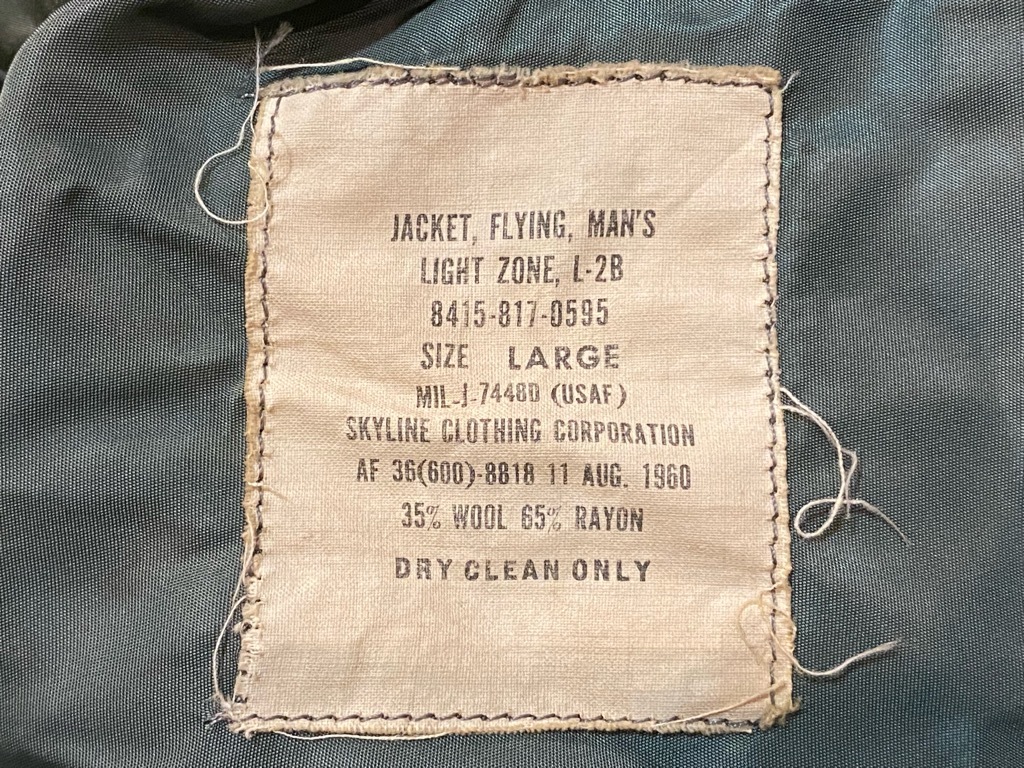 JACKET, FLYING, MAN'S
LIGHT ZONE, L-2B
8415-817-0595
SIZE LARGE
MIL-J-7448D (USAF)
SKYLINE CLOTHING CORPORATION
AF 36(600)-8818 11 AUG. 1960
35% WOOL 65% RAYON
DRY CLEAN ONLY